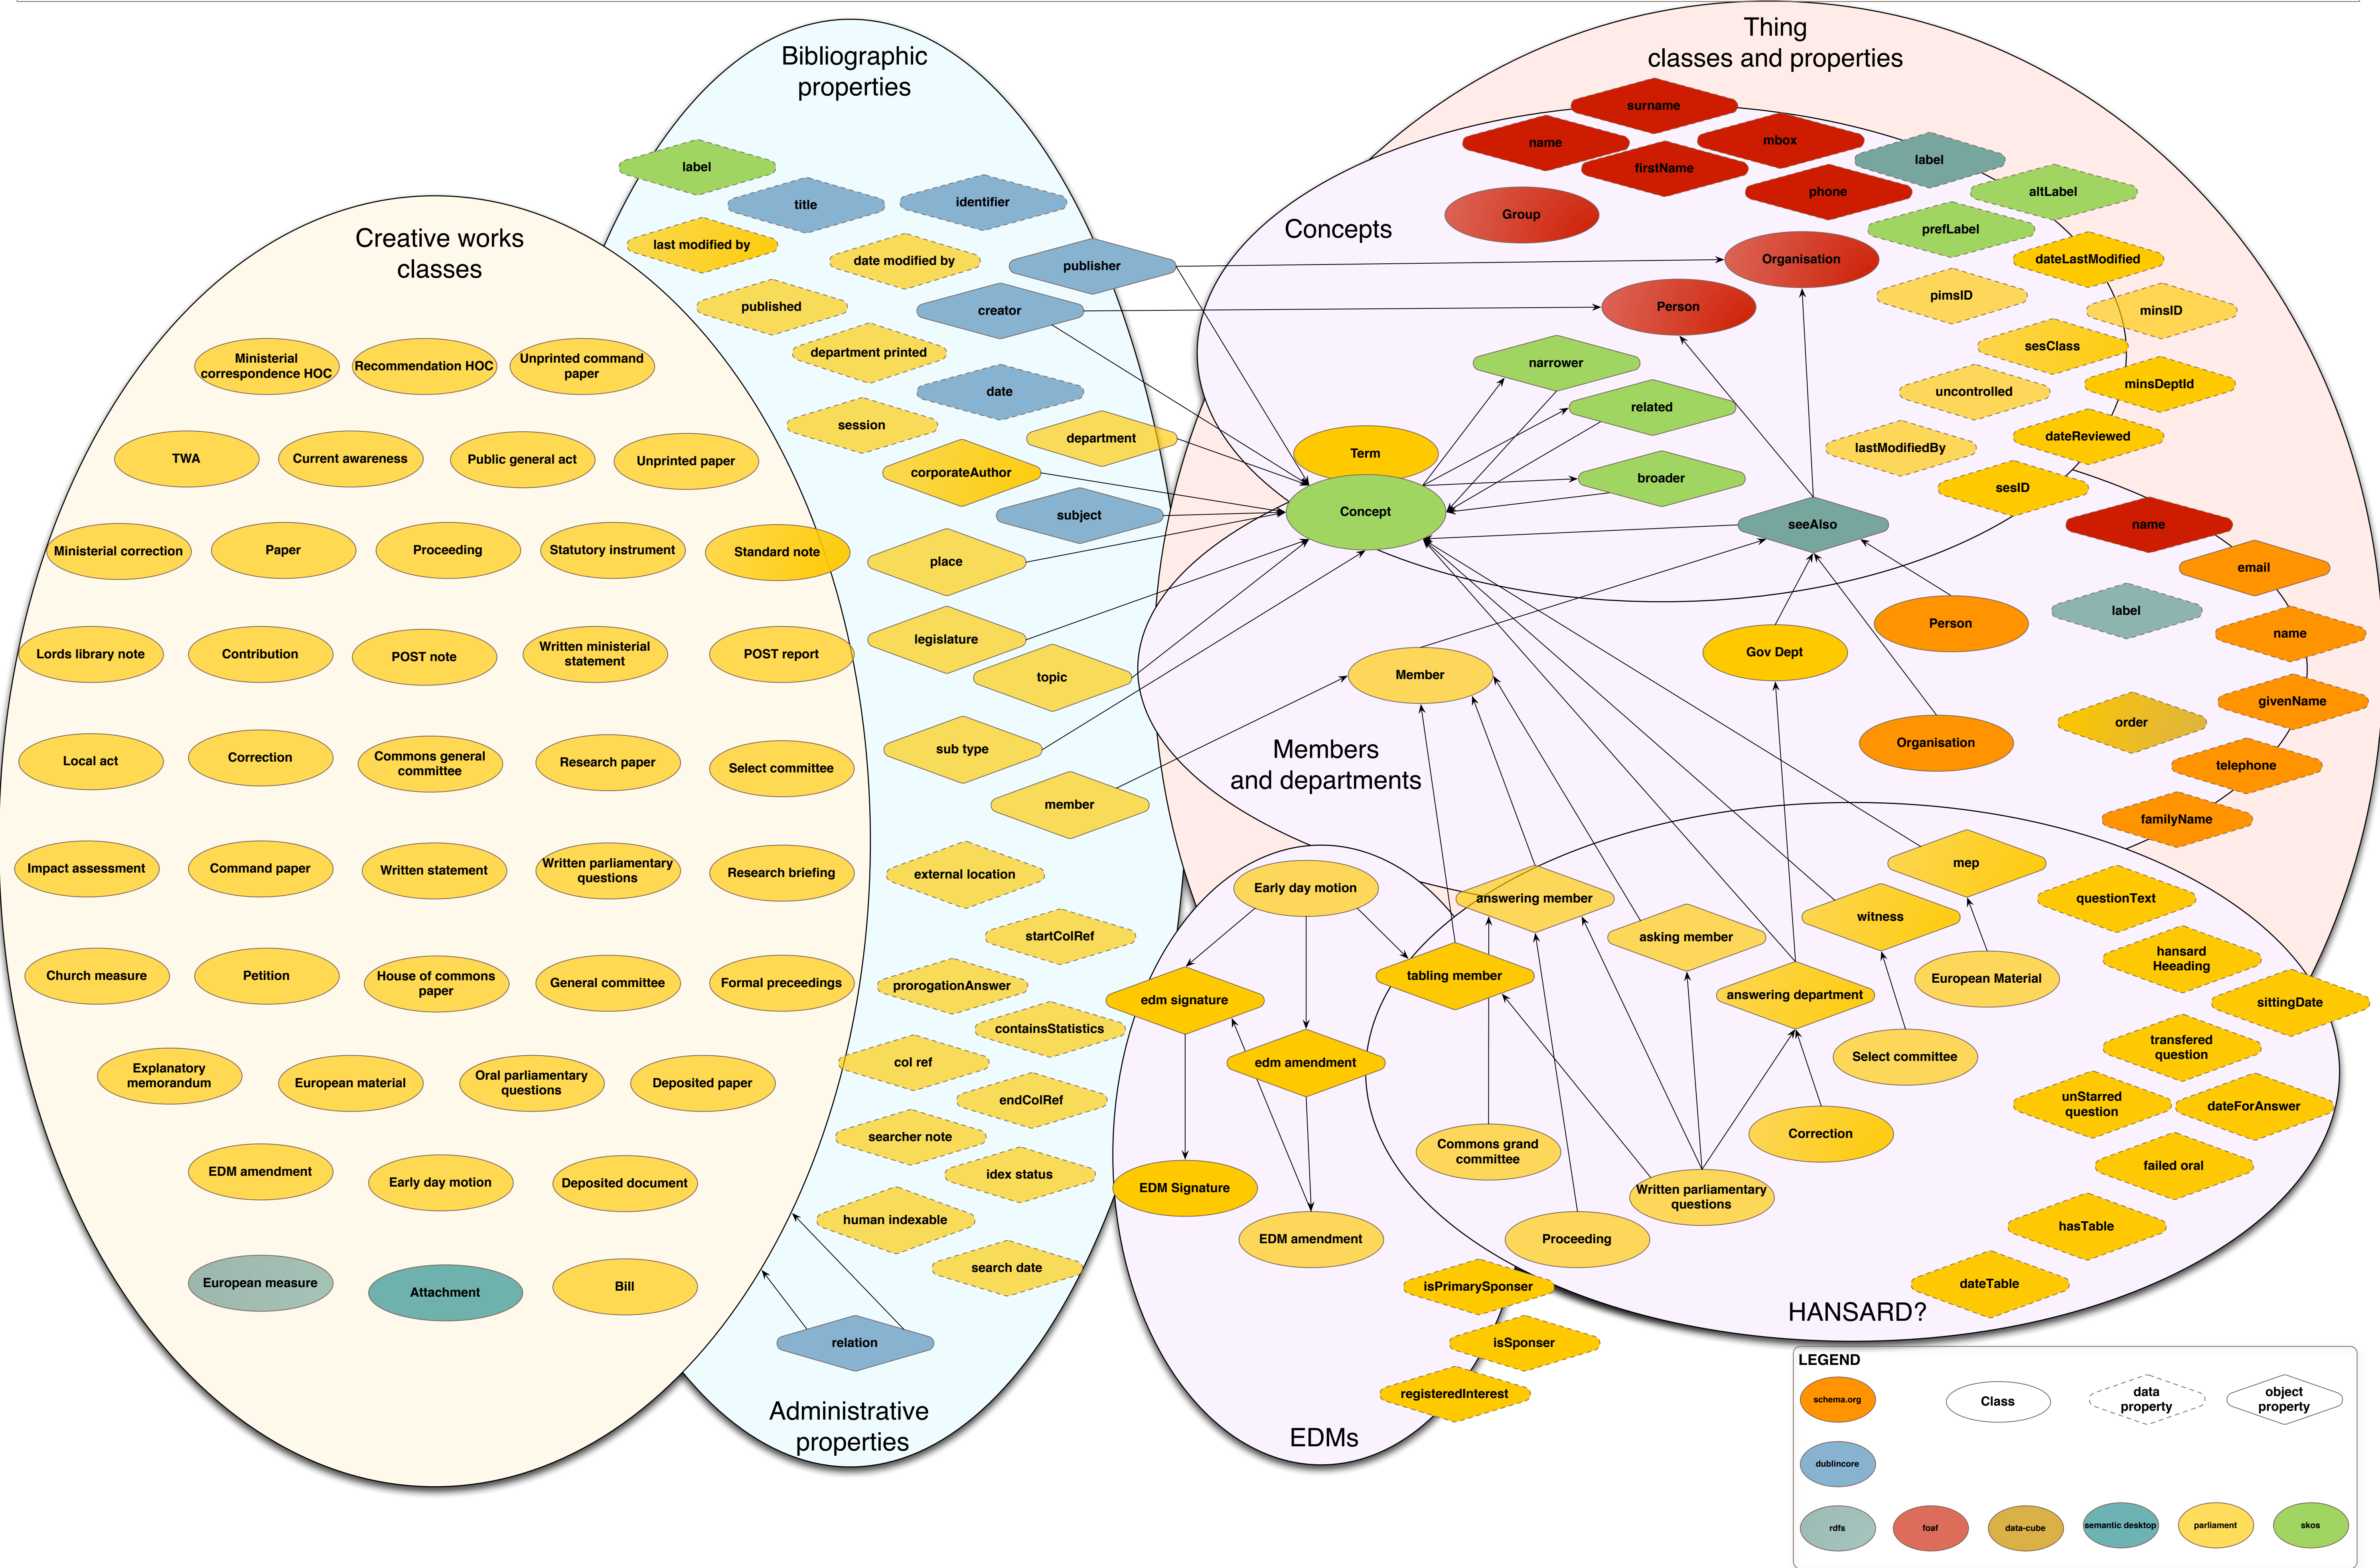 Thing
classes and properties
Bibliographic
properties
Creative works
classes
Concepts
Members
and departments
HANSARD?
EDMs
Administrative
properties
Ministerial
correspondence HOC
Recommendation HOC
Unprinted command
paper
TWA
Current awareness
Public general act
Unprinted paper
Ministerial correction
Paper
Proceeding
Statutory instrument
Standard note
Lords library note
Contribution
POST note
Written ministerial
statement
POST report
Local act
Correction
Commons general
committee
Research paper
Select committee
Impact assessment
Command paper
Written statement
Written parliamentary
questions
Research briefing
Church measure
Petition
House of commons
paper
General committee
Formal preceedings
Explanatory
memorandum
European material
Oral parliamentary
questions
Deposited paper
EDM amendment
Early day motion
Deposited document
European measure
Attachment
Bill
label
title
identifier
last modified by
date modified by
publisher
published
creator
department printed
date
session
department
corporateAuthor
subject
place
legislature
topic
sub type
member
external location
startColRef
prorogationAnswer
containsStatistics
col ref
endColRef
searcher note
idex status
human indexable
search date
relation
surname
name
mbox
firstName
label
phone
altLabel
Group
prefLabel
Organisation
dateLastModified
Person
pimsID
minsID
narrower
sesClass
related
uncontrolled
minsDeptId
Term
dateReviewed
lastModifiedBy
broader
sesID
Concept
seeAlso
name
email
label
Person
name
Gov Dept
Member
givenName
order
Organisation
telephone
familyName
Early day motion
answering member
mep
questionText
witness
asking member
hansard
Heeading
tabling member
European Material
edm signature
answering department
sittingDate
transfered
question
edm amendment
Select committee
unStarred
question
dateForAnswer
Commons grand
committee
Correction
failed oral
EDM Signature
Written parliamentary
questions
hasTable
EDM amendment
Proceeding
dateTable
isPrimarySponser
isSponser
registeredInterest
LEGEND
schema.org
Class
data
property
object
property
dublincore
rdfs
foaf
data-cube
semantic desktop
parliament
skos